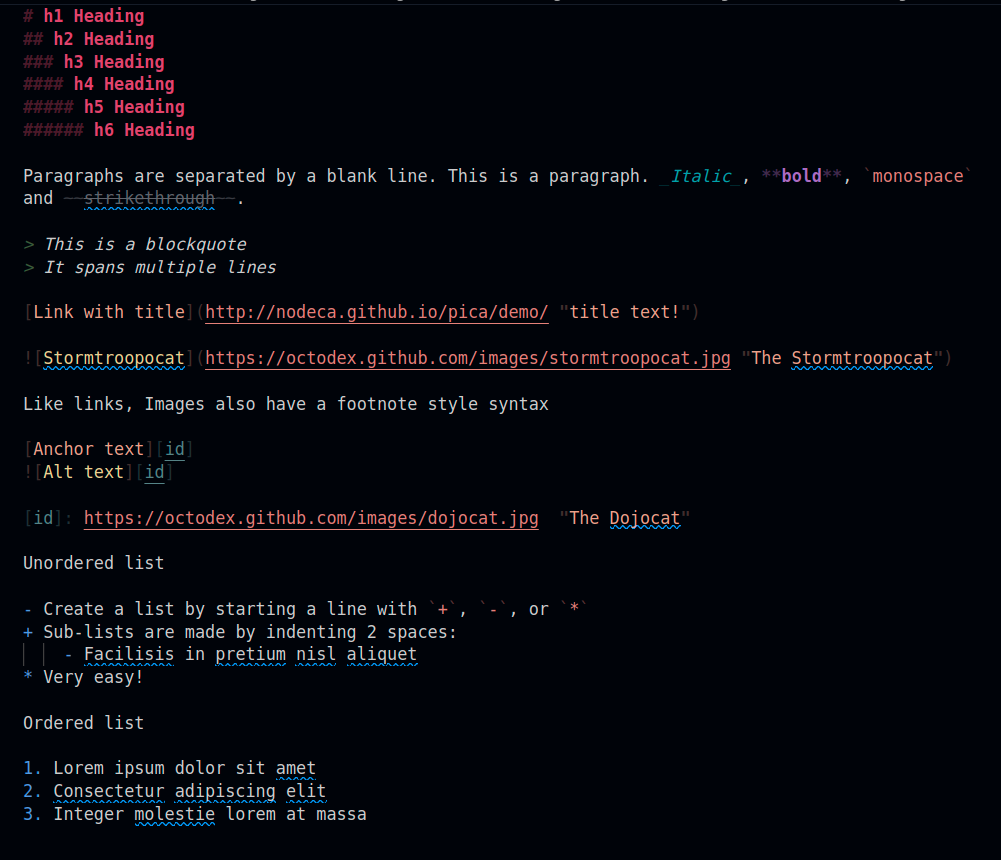 # h1 Heading
## h2 Heading
### h3 Heading
#### h4 Heading
##### h5 Heading
###### h6 Heading

Paragraphs are separated by a blank line. This is a paragraph. _Italic_, **bold**, `monospace`
and ~~strikethrough~~.

> This is a blockquote
> It spans multiple lines

[Link with title](http://nodeca.github.io/pica/demo/ "title text!")

![Stormtroopocat](https://octodex.github.com/images/stormtroopocat.jpg "The Stormtroopocat")

Like links, Images also have a footnote style syntax

[Anchor text][id]
![Alt text][id]

[id]: https://octodex.github.com/images/dojocat.jpg  "The Dojocat"

Unordered list

- Create a list by starting a line with `+`, `-`, or `*`
+ Sub-lists are made by indenting 2 spaces:
    - Facilisis in pretium nisl aliquet
* Very easy!

Ordered list

1. Lorem ipsum dolor sit amet
2. Consectetur adipiscing elit
3. Integer molestie lorem at massa